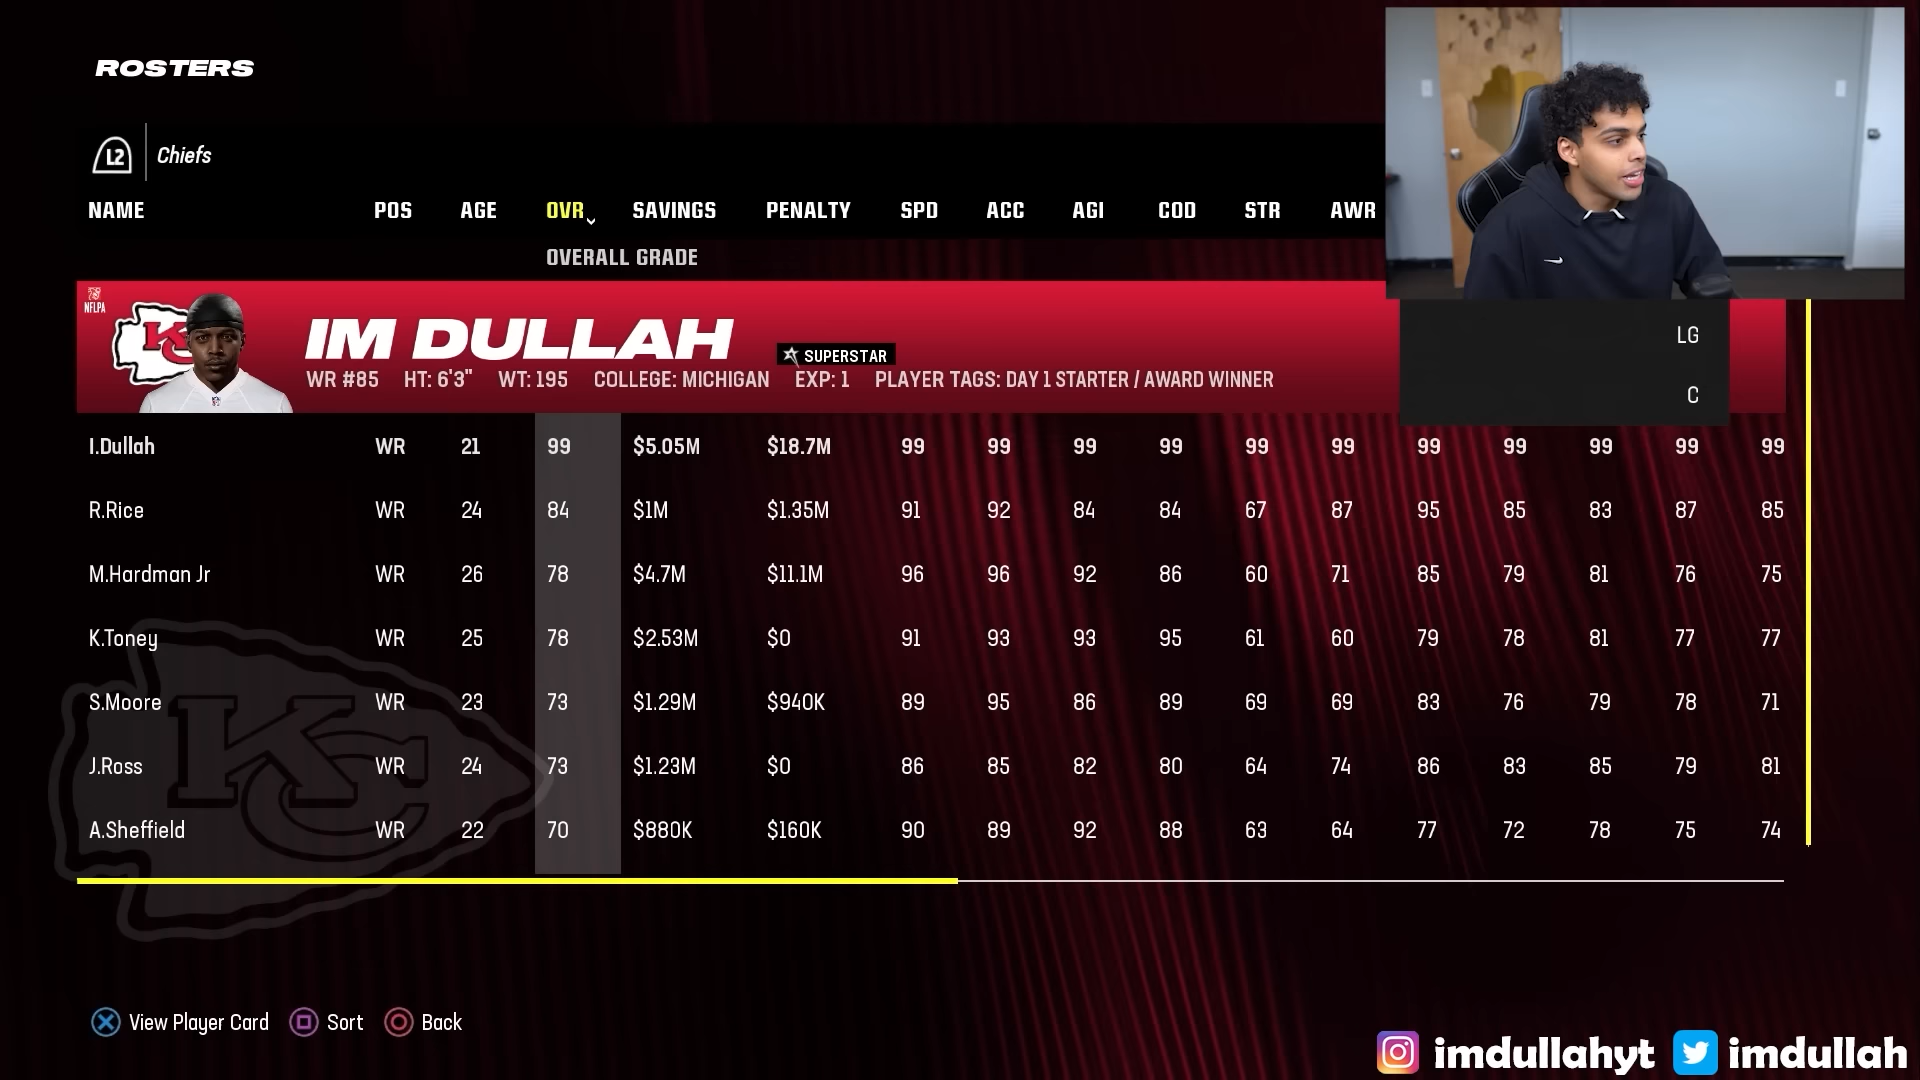 ROSTERS
L2 Chiefs
NAME POS AGE OVR SAVINGS PENALTY SPD ACC AGI COD STR AWR
OVERALL GRADE
NFLPA
KC
IM DULLAH
SUPERSTAR
WR #85 HT: 6'3" WT: 195 COLLEGE: MICHIGAN EXP: 1 PLAYER TAGS: DAY 1 STARTER / AWARD WINNER
LG
C
I.Dullah WR 21 99 $5.05M $18.7M 99 99 99 99 99 99 99 99 99 99 99
R.Rice WR 24 84 $1M $1.35M 91 92 84 84 67 87 95 85 83 87 85
M.Hardman Jr WR 26 78 $4.7M $11.1M 96 96 92 86 60 71 85 79 81 76 75
K.Toney WR 25 78 $2.53M $0 91 93 93 95 61 60 79 78 81 77 77
S.Moore WR 23 73 $1.29M $940K 89 95 86 89 69 69 83 76 79 78 71
J.Ross WR 24 73 $1.23M $0 86 85 82 80 64 74 86 83 85 79 81
A.Sheffield WR 22 70 $880K $160K 90 89 92 88 63 64 77 72 78 75 74
KC
View Player Card Sort Back
imdullahyt imdullah